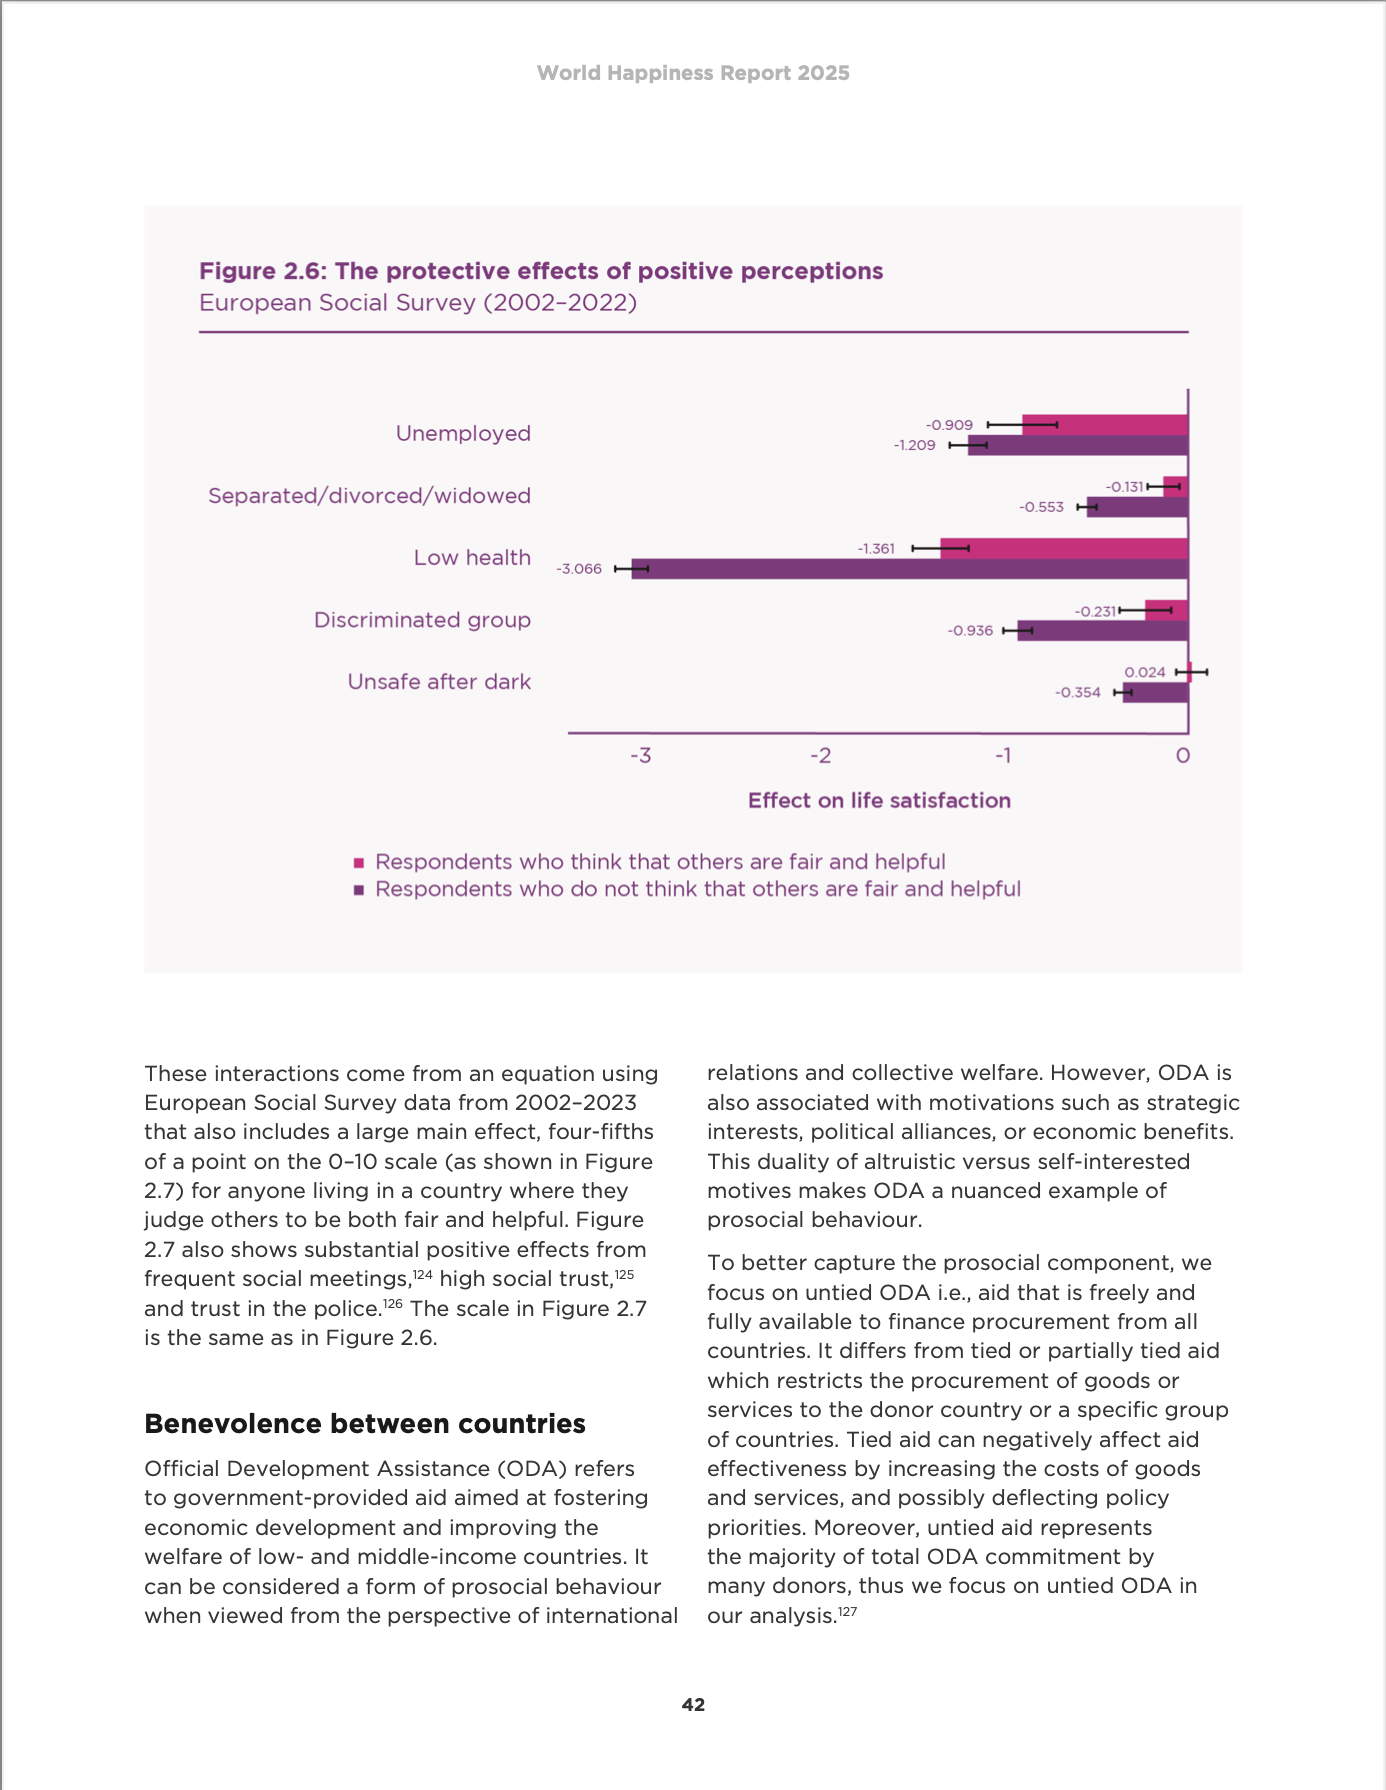 World Happiness Report 2025
Figure 2.6: The protective effects of positive perceptions
European Social Survey (2002–2022)
Unemployed
-0.909
-1.209
Separated/divorced/widowed
-0.131
-0.553
Low health
-1.361
-3.066
Discriminated group
-0.231
-0.936
Unsafe after dark
0.024
-0.354
-3 -2 -1 0
Effect on life satisfaction
Respondents who think that others are fair and helpful
Respondents who do not think that others are fair and helpful
These interactions come from an equation using
European Social Survey data from 2002–2023
that also includes a large main effect, four-fifths
of a point on the 0–10 scale (as shown in Figure
2.7) for anyone living in a country where they
judge others to be both fair and helpful. Figure
2.7 also shows substantial positive effects from
frequent social meetings,124 high social trust,125
and trust in the police.126 The scale in Figure 2.7
is the same as in Figure 2.6.
Benevolence between countries
Official Development Assistance (ODA) refers
to government-provided aid aimed at fostering
economic development and improving the
welfare of low- and middle-income countries. It
can be considered a form of prosocial behaviour
when viewed from the perspective of international
relations and collective welfare. However, ODA is
also associated with motivations such as strategic
interests, political alliances, or economic benefits.
This duality of altruistic versus self-interested
motives makes ODA a nuanced example of
prosocial behaviour.
To better capture the prosocial component, we
focus on untied ODA i.e., aid that is freely and
fully available to finance procurement from all
countries. It differs from tied or partially tied aid
which restricts the procurement of goods or
services to the donor country or a specific group
of countries. Tied aid can negatively affect aid
effectiveness by increasing the costs of goods
and services, and possibly deflecting policy
priorities. Moreover, untied aid represents
the majority of total ODA commitment by
many donors, thus we focus on untied ODA in
our analysis.127
42